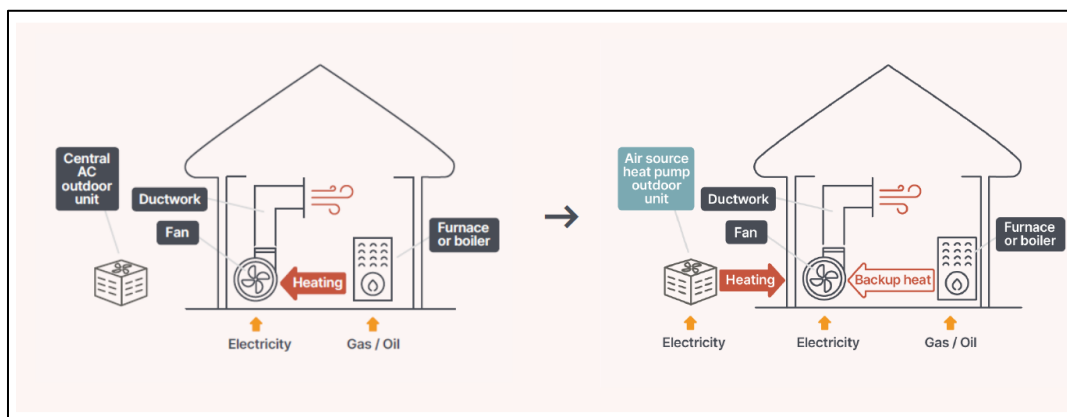 Central
AC
outdoor
unit
Ductwork
Fan
Furnace
or boiler
Heating
Electricity
Gas / Oil
Air source
heat pump
outdoor
unit
Ductwork
Fan
Furnace
or boiler
Heating
Backup heat
Electricity
Electricity
Gas / Oil